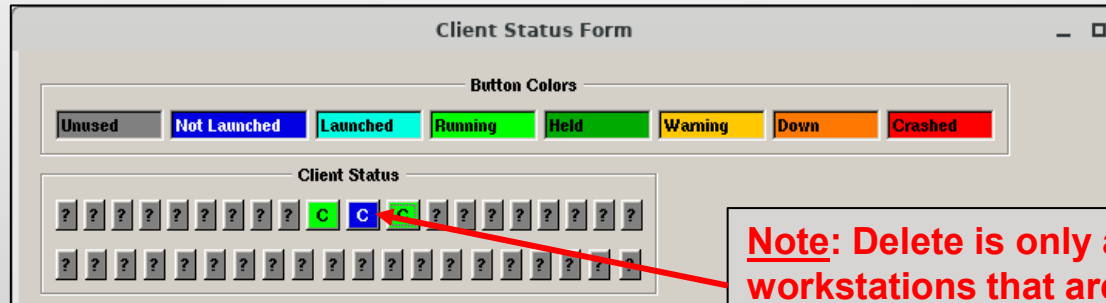 Client Status Form
Button Colors
Unused Not Launched Launched Running Held Warning Down Crashed
Client Status
? ? ? ? ? ? ? ? ? C C C ? ? ? ? ? ? ? ?
? ? ? ? ? ? ? ? ? ? ? ? ? ? ? ? ? ? ? ?
Note: Delete is only a
workstations that are